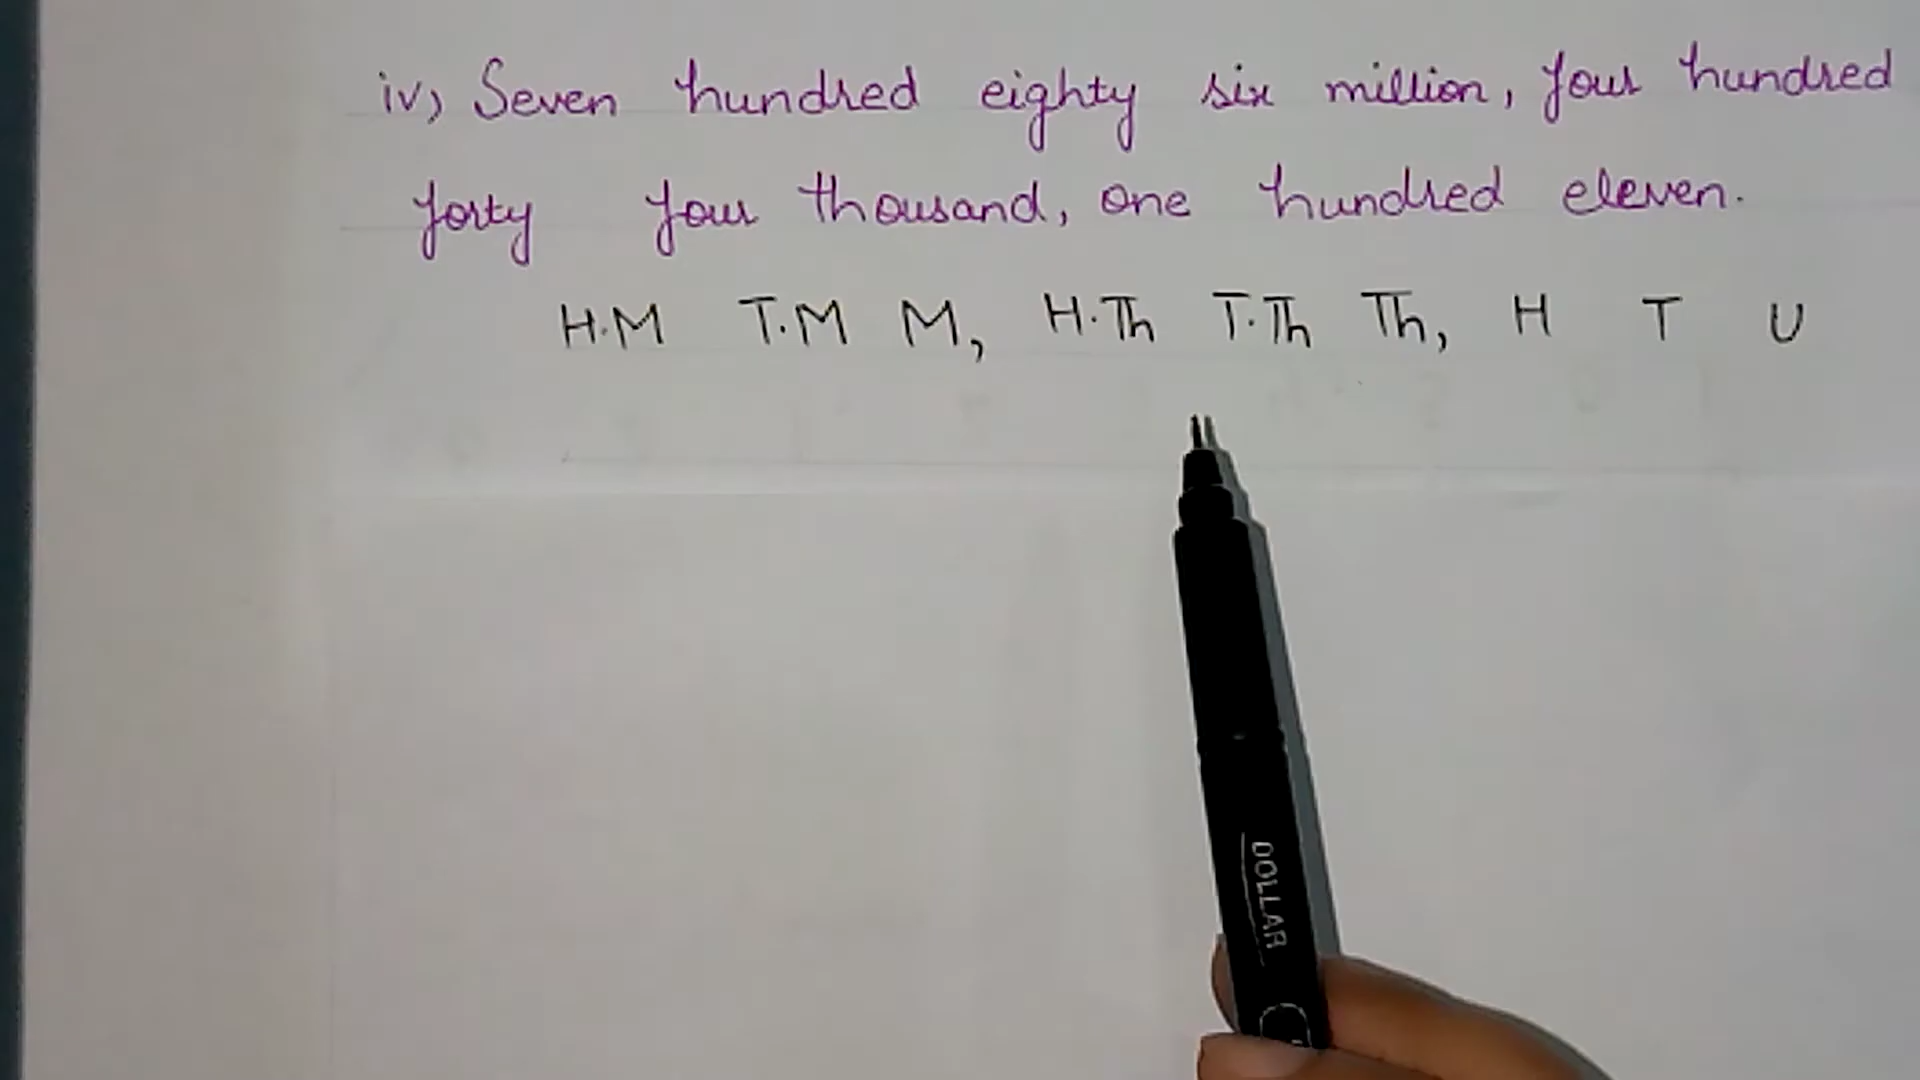 iv) Seven hundred eighty six million, four hundred
forty four thousand, one hundred eleven.
H.M T.M M, H.Th T.Th Th, H T U
DOLLAR